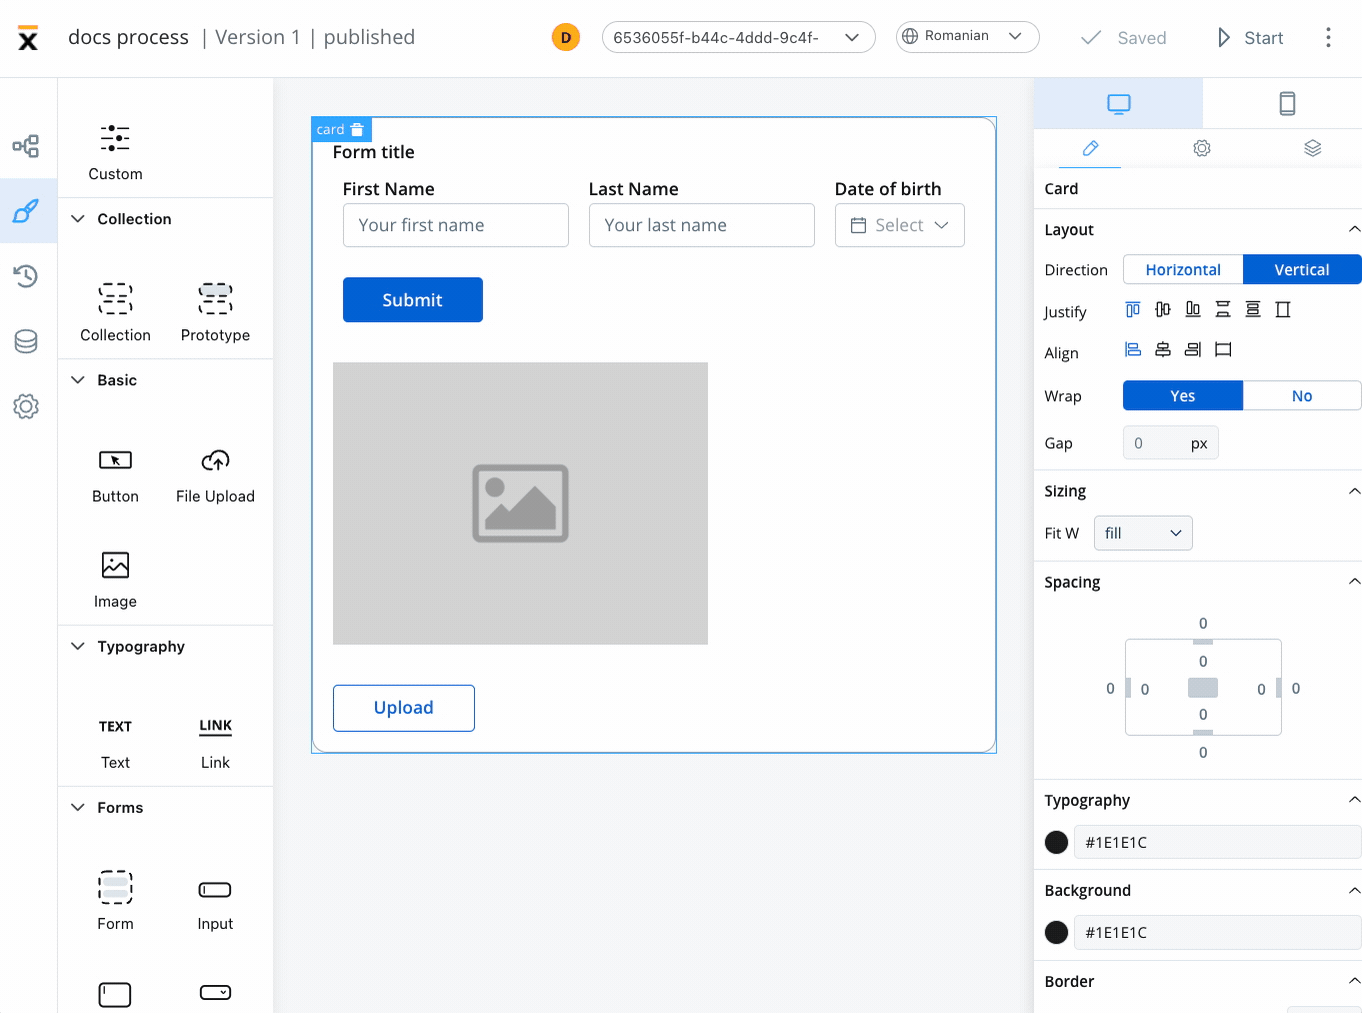 docs process | Version 1 | published
D
6536055f-b44c-4ddd-9c4f-
Romanian
Saved
Start
Custom
Collection
Collection
Prototype
Basic
Button
File Upload
Image
Typography
TEXT
LINK
Text
Link
Forms
Form
Input
card
Form title
First Name
Last Name
Date of birth
Your first name
Your last name
Select
Submit
Upload
Card
Layout
Direction
Horizontal
Vertical
Justify
Align
Wrap
Yes
No
Gap
0
px
Sizing
Fit W
fill
Spacing
0
0
0 0 0 0
0
0
Typography
#1E1E1C
Background
#1E1E1C
Border